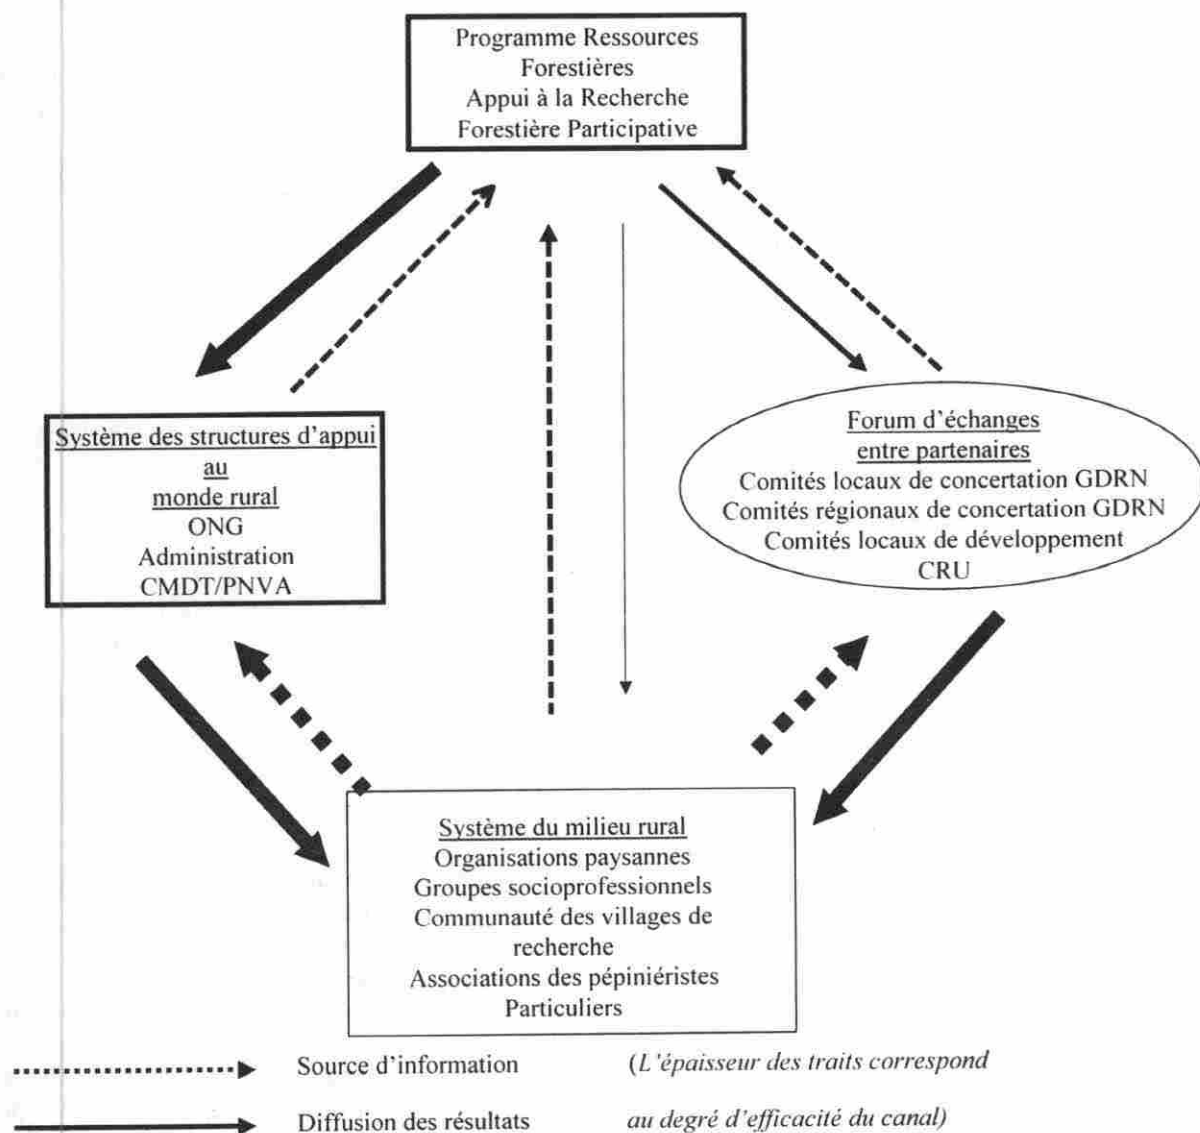 Programme Ressources
Forestières
Appui à la Recherche
Forestière Participative
Système des structures d'appui
au
monde rural
ONG
Administration
CMDT/PNVA
Forum d'échanges
entre partenaires
Comités locaux de concertation GDRN
Comités régionaux de concertation GDRN
Comités locaux de développement
CRU
Système du milieu rural
Organisations paysannes
Groupes socioprofessionnels
Communauté des villages de
recherche
Associations des pépiniéristes
Particuliers
Source d'information (L'épaisseur des traits correspond
Diffusion des résultats au degré d'efficacité du canal)